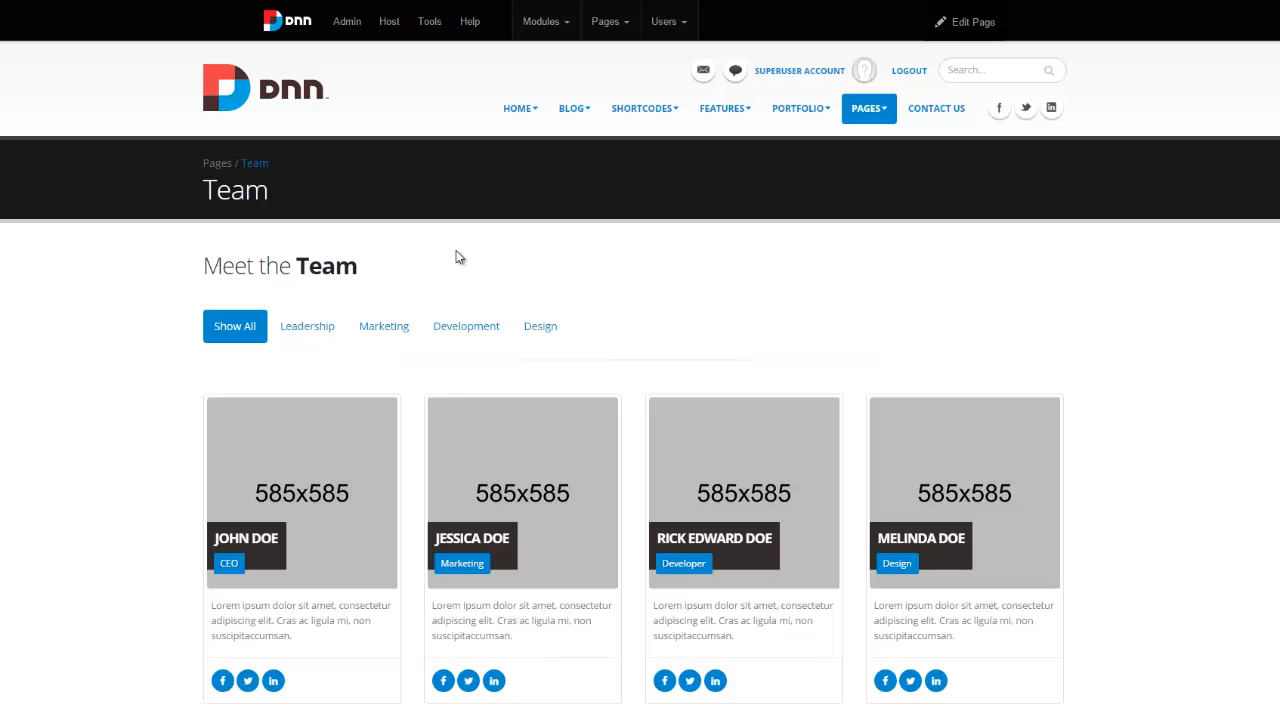 DNN Admin Host Tools Help Modules Pages Users Edit Page
DNN SUPERUSER ACCOUNT LOGOUT Search...
HOME BLOG SHORTCODES FEATURES PORTFOLIO PAGES CONTACT US
Pages / Team
Team
Meet the Team
Show All Leadership Marketing Development Design
585x585 585x585 585x585 585x585
JOHN DOE JESSICA DOE RICK EDWARD DOE MELINDA DOE
CEO Marketing Developer Design
Lorem ipsum dolor sit amet, consectetur
adipiscing elit. Cras ac ligula mi, non
suscipitaccumsan.
Lorem ipsum dolor sit amet, consectetur
adipiscing elit. Cras ac ligula mi, non
suscipitaccumsan.
Lorem ipsum dolor sit amet, consectetur
adipiscing elit. Cras ac ligula mi, non
suscipitaccumsan.
Lorem ipsum dolor sit amet, consectetur
adipiscing elit. Cras ac ligula mi, non
suscipitaccumsan.